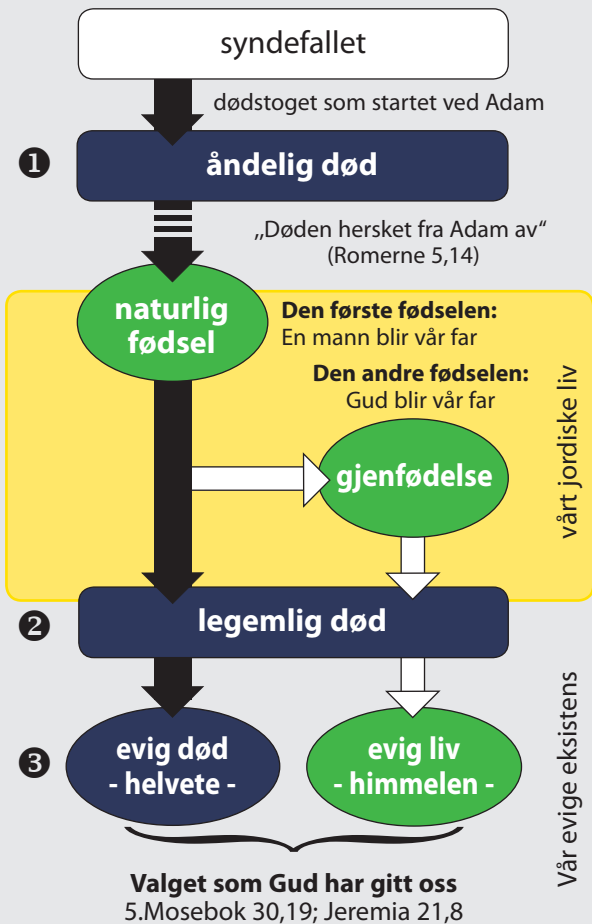 syndefallet
dødstoget som startet ved Adam
❶
åndelig død
„Døden hersket fra Adam av“
(Romerne 5,14)
naturlig
fødsel
Den første fødselen:
En mann blir vår far
Den andre fødselen:
Gud blir vår far
gjenfødelse
vårt jordiske liv
❷
legemlig død
❸
evig død
- helvete -
evig liv
- himmelen -
Vår evige eksistens
Valget som Gud har gitt oss
5.Mosebok 30,19; Jeremia 21,8